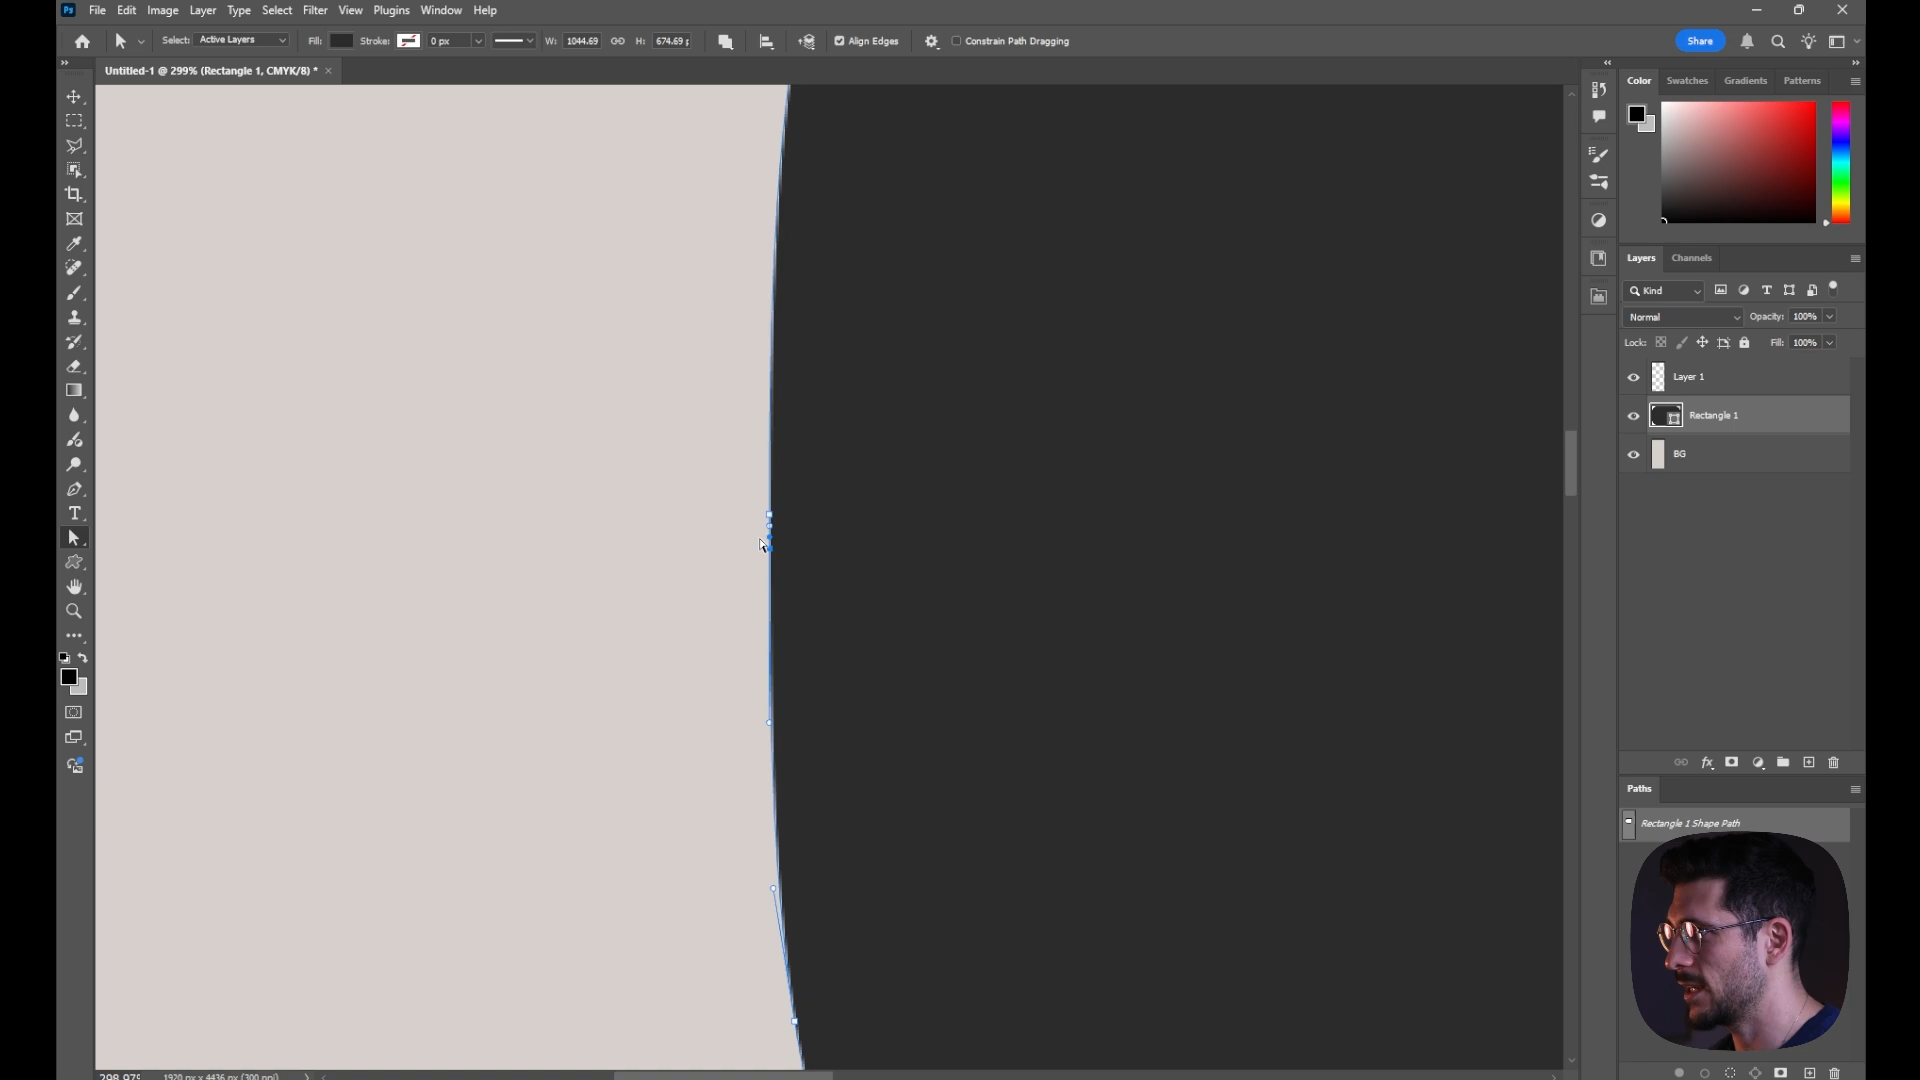 Ps File Edit Image Layer Type Select Filter View Plugins Window Help
Select: Active Layers Fill: Stroke: 0 px W: 1044.69 H: 674.69 Align Edges Constrain Path Dragging Share
Untitled-1 @ 299% (Rectangle 1, CMYK/8) * ×
Color Swatches Gradients Patterns
Layers Channels
Kind
Normal Opacity: 100%
Lock: Fill: 100%
Layer 1
Rectangle 1
BG
fx
Paths
Rectangle 1 Shape Path
1920 px x 4436 px (300 ppi)